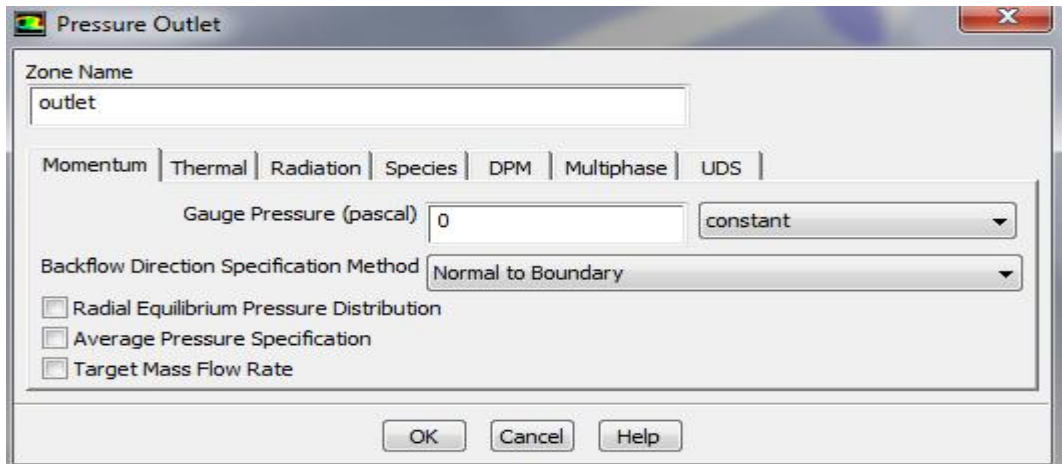 Pressure Outlet
Zone Name
outlet
Momentum Thermal Radiation Species DPM Multiphase UDS
Gauge Pressure (pascal) 0 constant
Backflow Direction Specification Method Normal to Boundary
Radial Equilibrium Pressure Distribution
Average Pressure Specification
Target Mass Flow Rate
OK Cancel Help